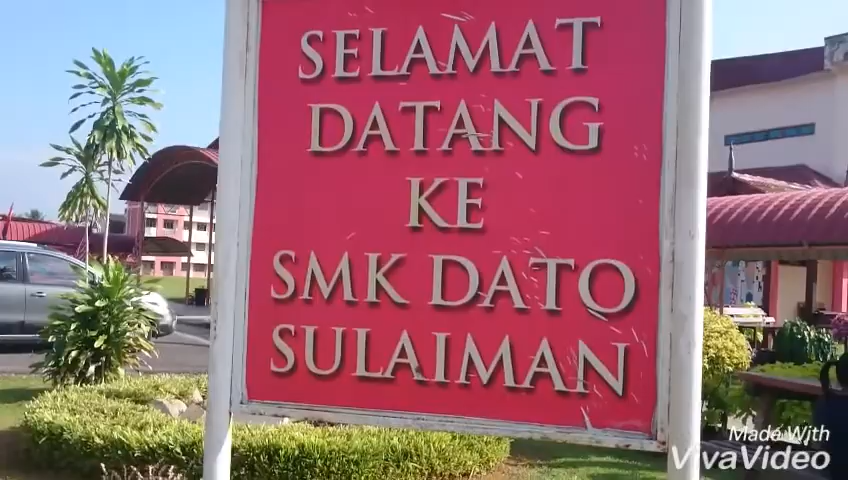 SELAMAT
DATANG
KE
SMK DATO
SULAIMAN
Made With
VivaVideo